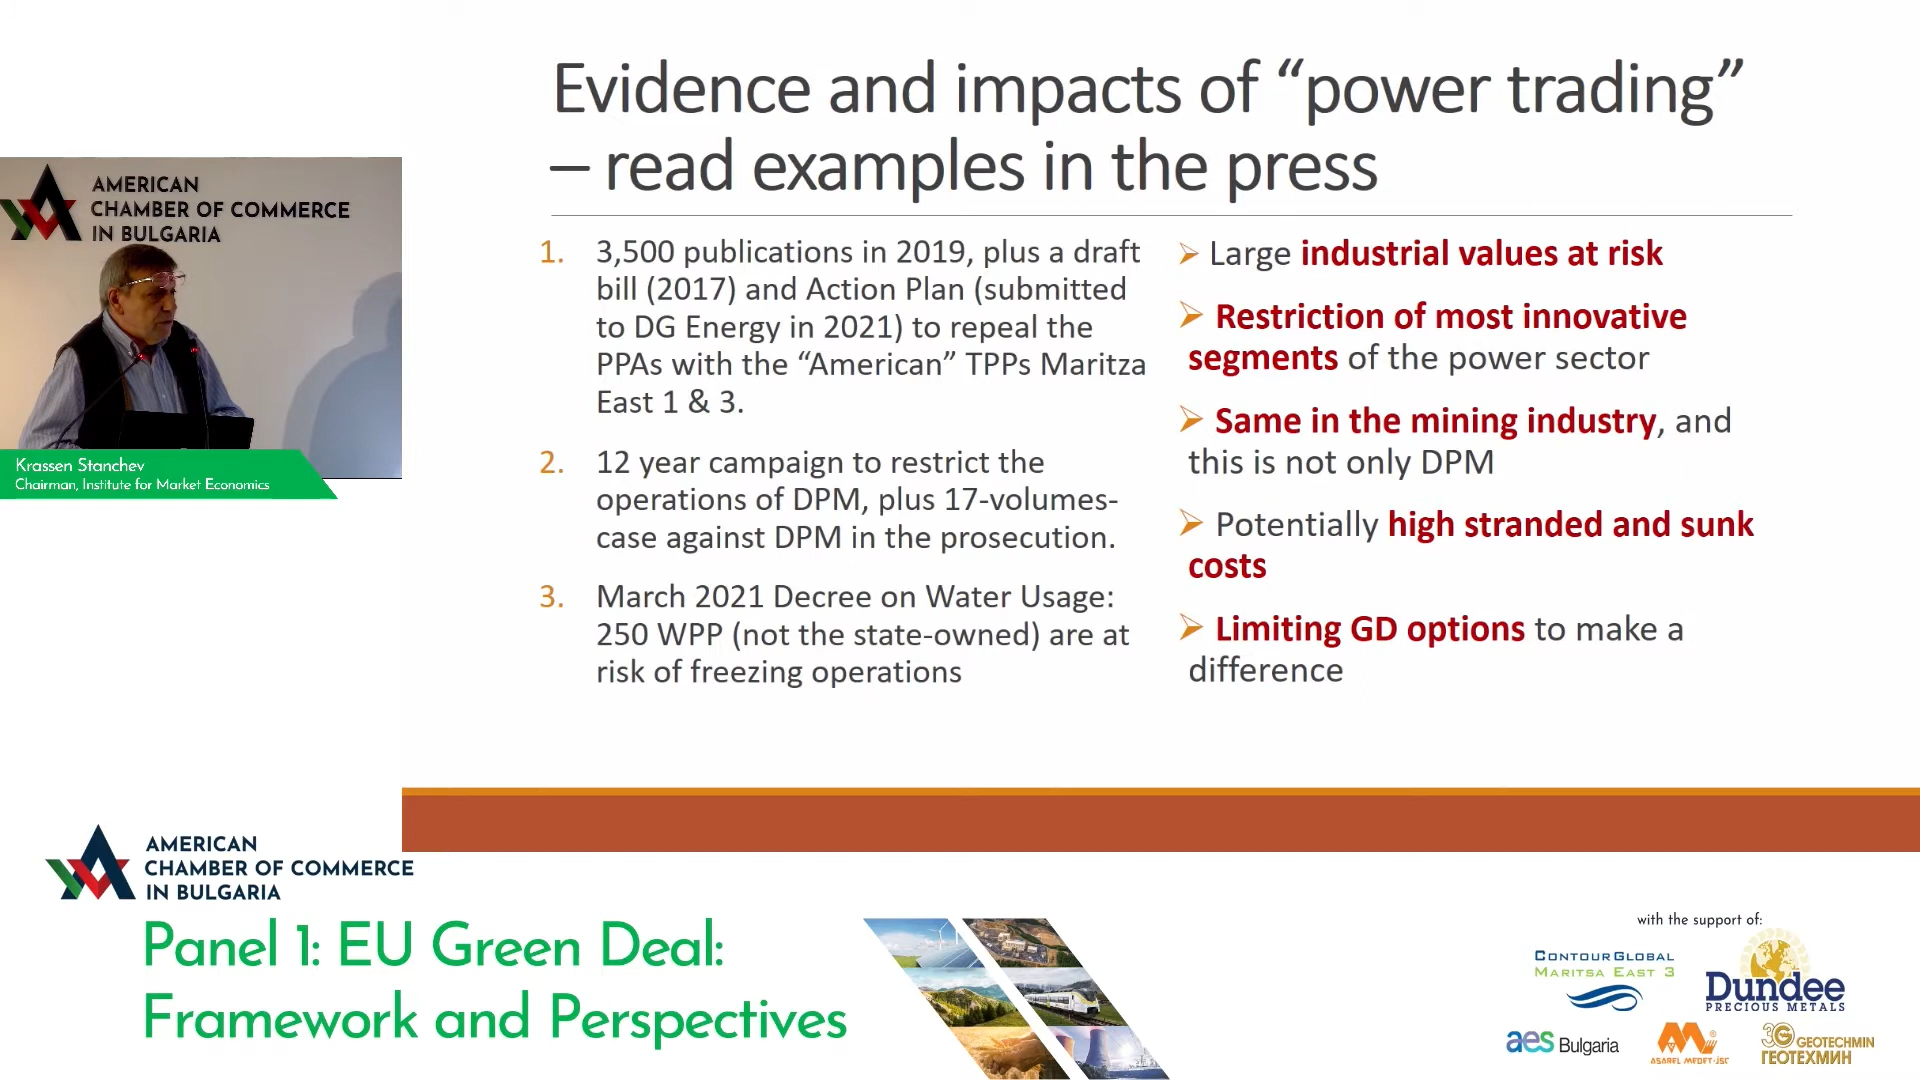 Evidence and impacts of “power trading”
– read examples in the press
1. 3,500 publications in 2019, plus a draft
bill (2017) and Action Plan (submitted
to DG Energy in 2021) to repeal the
PPAs with the “American” TPPs Maritza
East 1 & 3.
2. 12 year campaign to restrict the
operations of DPM, plus 17-volumes-
case against DPM in the prosecution.
3. March 2021 Decree on Water Usage:
250 WPP (not the state-owned) are at
risk of freezing operations
Large industrial values at risk
Restriction of most innovative
segments of the power sector
Same in the mining industry, and
this is not only DPM
Potentially high stranded and sunk
costs
Limiting GD options to make a
difference
AMERICAN
CHAMBER OF COMMERCE
IN BULGARIA
Krassen Stanchev
Chairman, Institute for Market Economics
AMERICAN
CHAMBER OF COMMERCE
IN BULGARIA
Panel 1: EU Green Deal:
Framework and Perspectives
with the support of:
CONTOURGLOBAL
MARITSA EAST 3
Dundee
PRECIOUS METALS
aes Bulgaria
ASAREL MEDET-JSC
3G GEOTECHMIN
ГЕОТЕХМИН